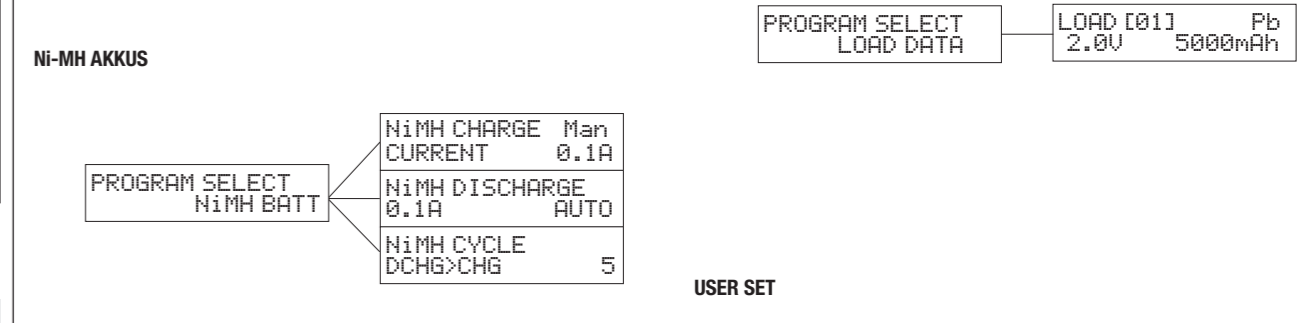 Ni-MH AKKUS
PROGRAM SELECT
NiMH BATT
NiMH CHARGE Man
CURRENT 0.1A
NiMH DISCHARGE
0.1A AUTO
NiMH CYCLE
DCHG>CHG 5
PROGRAM SELECT
LOAD DATA
LOAD [01] Pb
2.0V 5000mAh
USER SET